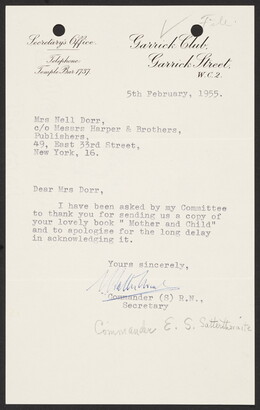 File
Secretary's Office.
Telephone
Temple Bar 1737.
Garrick Club,
Garrick Street,
W.C.2.
5th February, 1955.
Mrs Nell Dorr,
c/o Messrs Harper & Brothers,
Publishers,
49, East 33rd Street,
New York, 16.
Dear Mrs Dorr,
I have been asked by my Committee
to thank you for sending us a copy of
your lovely book " Mother and Child"
and to apologise for the long delay
in acknowledging it.
Yours sincerely,
Commander (S) R.N.,
Secretary
Commander E. S. Satterthwaite